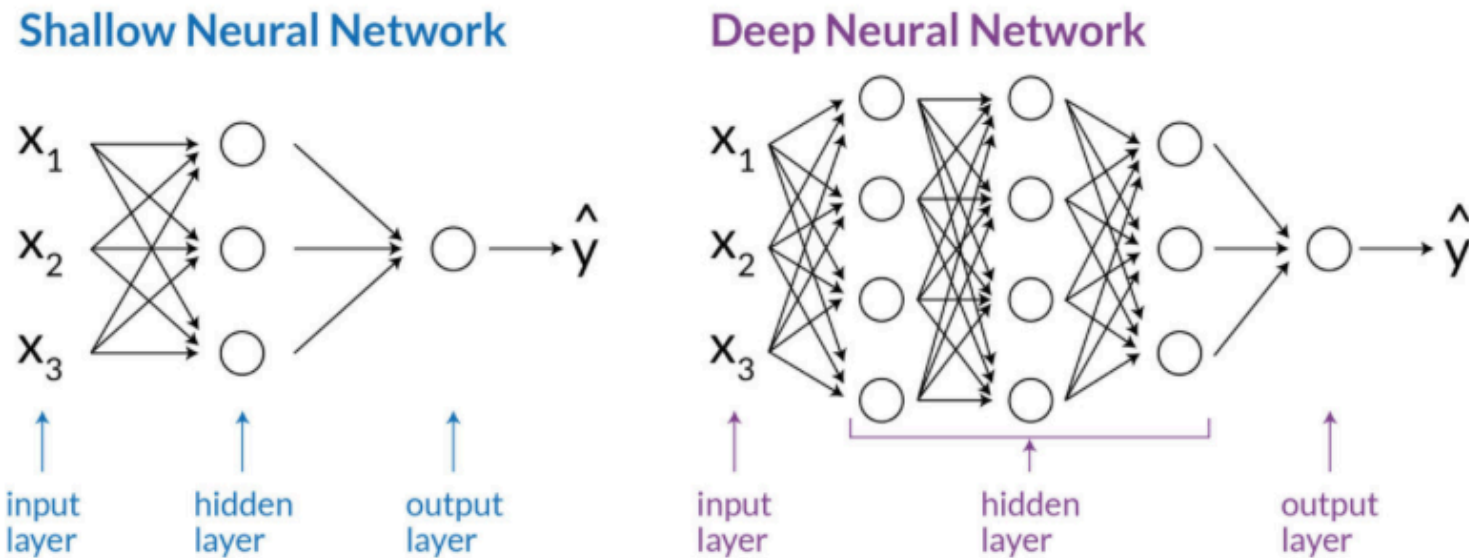 Shallow Neural Network
x₁
x₂
x₃
ŷ
input
layer
hidden
layer
output
layer
Deep Neural Network
x₁
x₂
x₃
ŷ
input
layer
hidden
layer
output
layer